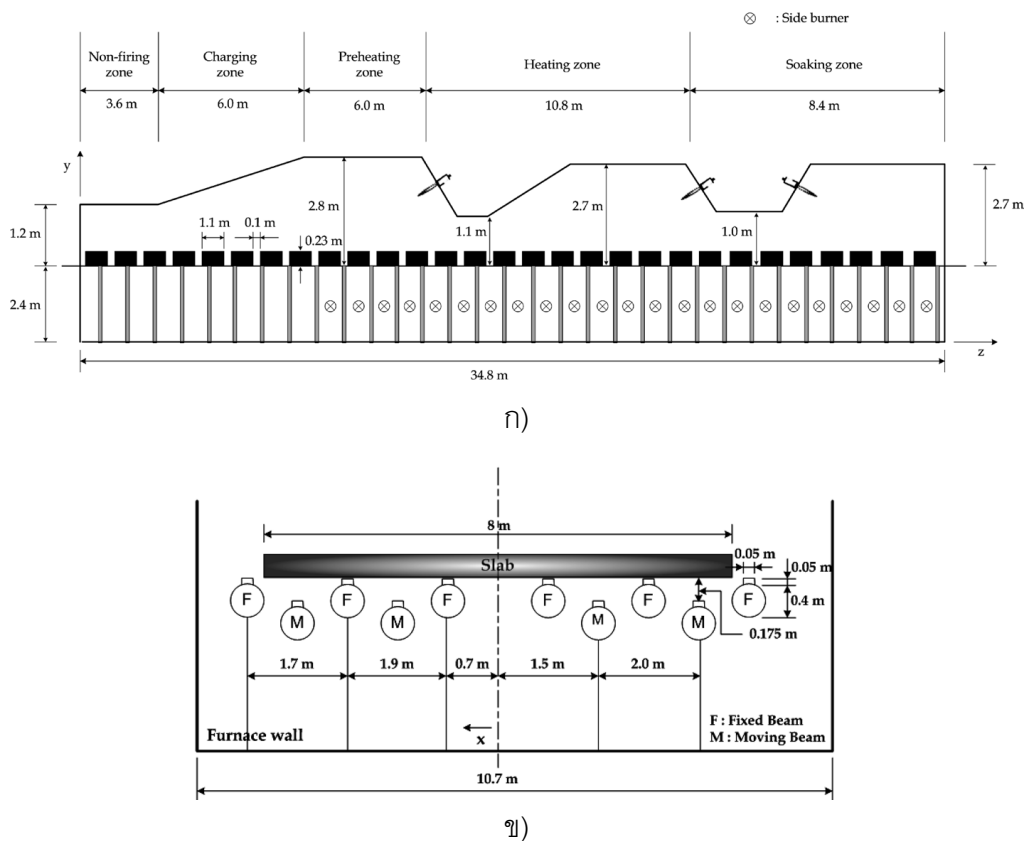 : Side burner
Non-firing zone
Charging zone
Preheating zone
Heating zone
Soaking zone
3.6 m
6.0 m
6.0 m
10.8 m
8.4 m
y
1.2 m
1.1 m
0.1 m
0.23 m
2.8 m
1.1 m
2.7 m
1.0 m
2.7 m
2.4 m
z
34.8 m
ก)
8 m
Slab
0.05 m
0.05 m
F
F
F
F
F
F
0.4 m
M
M
M
M
0.175 m
1.7 m
1.9 m
0.7 m
1.5 m
2.0 m
Furnace wall
x
F : Fixed Beam
M : Moving Beam
10.7 m
ข)